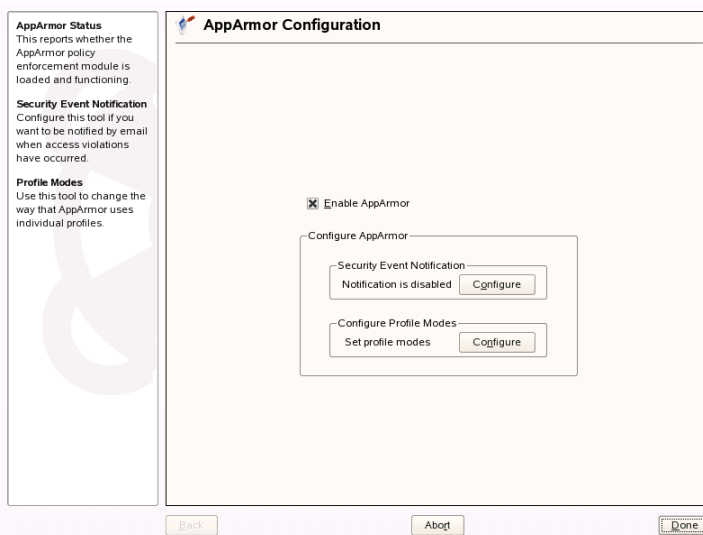 AppArmor Status
This reports whether the
AppArmor policy
enforcement module is
loaded and functioning.
Security Event Notification
Configure this tool if you
want to be notified by email
when access violations
have occurred.
Profile Modes
Use this tool to change the
way that AppArmor uses
individual profiles.
AppArmor Configuration
Enable AppArmor
Configure AppArmor
Security Event Notification
Notification is disabled Configure
Configure Profile Modes
Set profile modes Configure
Back Abort Done